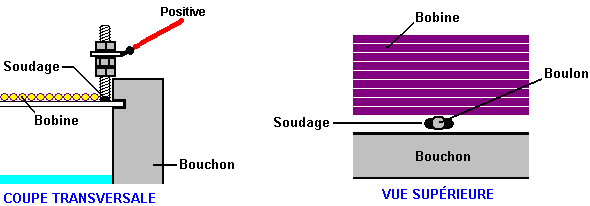 Positive
Soudage
Bobine
Bouchon
COUPE TRANSVERSALE
Bobine
Boulon
Soudage
Bouchon
VUE SUPÉRIEURE